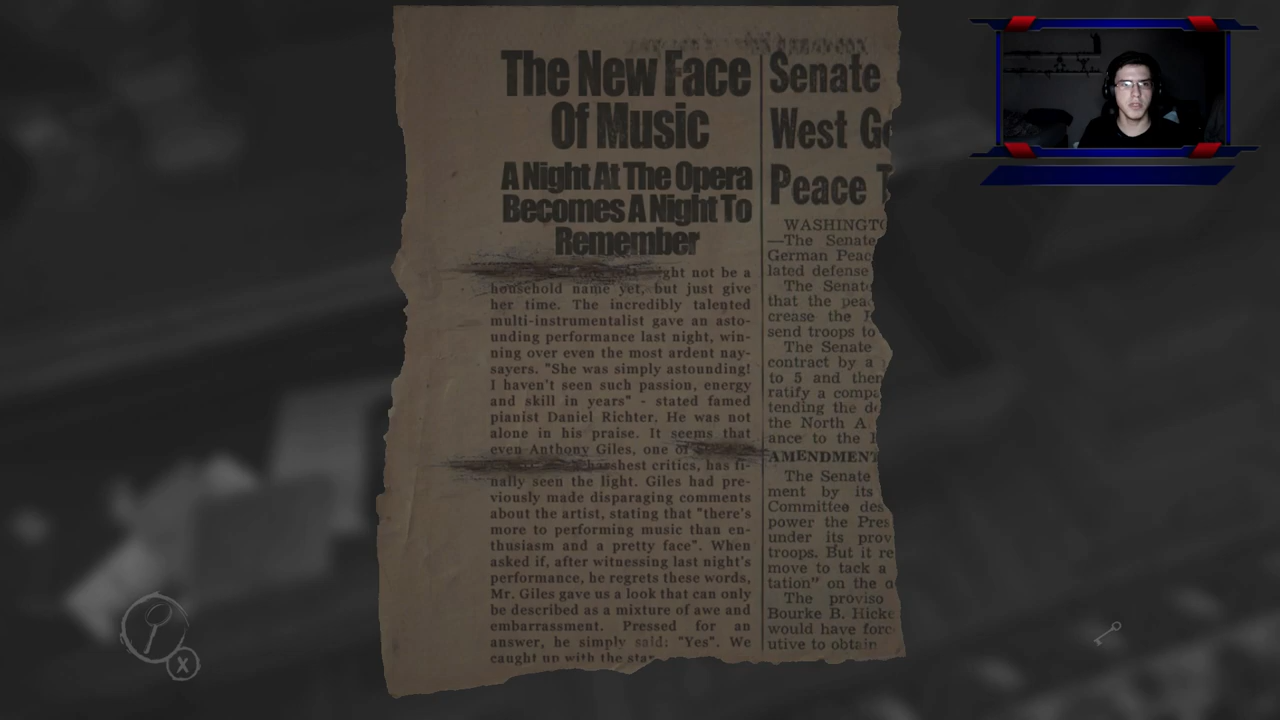 The New Face
Of Music
A Night At The Opera
Becomes A Night To
Remember
ght not be a
household name yet, but just give
her time. The incredibly talented
multi-instrumentalist gave an asto-
unding performance last night, win-
ning over even the most ardent nay-
sayers. "She was simply astounding!
I haven't seen such passion, energy
and skill in years" - stated famed
pianist Daniel Richter. He was not
alone in his praise. It seems that
even Anthony Giles, one of
harshest critics, has fi-
nally seen the light. Giles had pre-
viously made disparaging comments
about the artist, stating that "there's
more to performing music than en-
thusiasm and a pretty face". When
asked if, after witnessing last night's
performance, he regrets these words,
Mr. Giles gave us a look that can only
be described as a mixture of awe and
embarrassment. Pressed for an
answer, he simply said: "Yes". We
caught up with the star
Senate
West Ge
Peace T
WASHINGTO
—The Senate
German Peac
lated defense
The Senate
that the peac
crease the
send troops to
The Senate
contract by a
to 5 and then
ratify a compa
tending the de
the North A
ance to the
AMENDMENT
The Senate
ment by its
Committee des
power the Pres
under its prov
troops. But it re
move to tack a
tation" on the
The proviso
Bourke B. Hicke
would have forc
utive to obtain
X